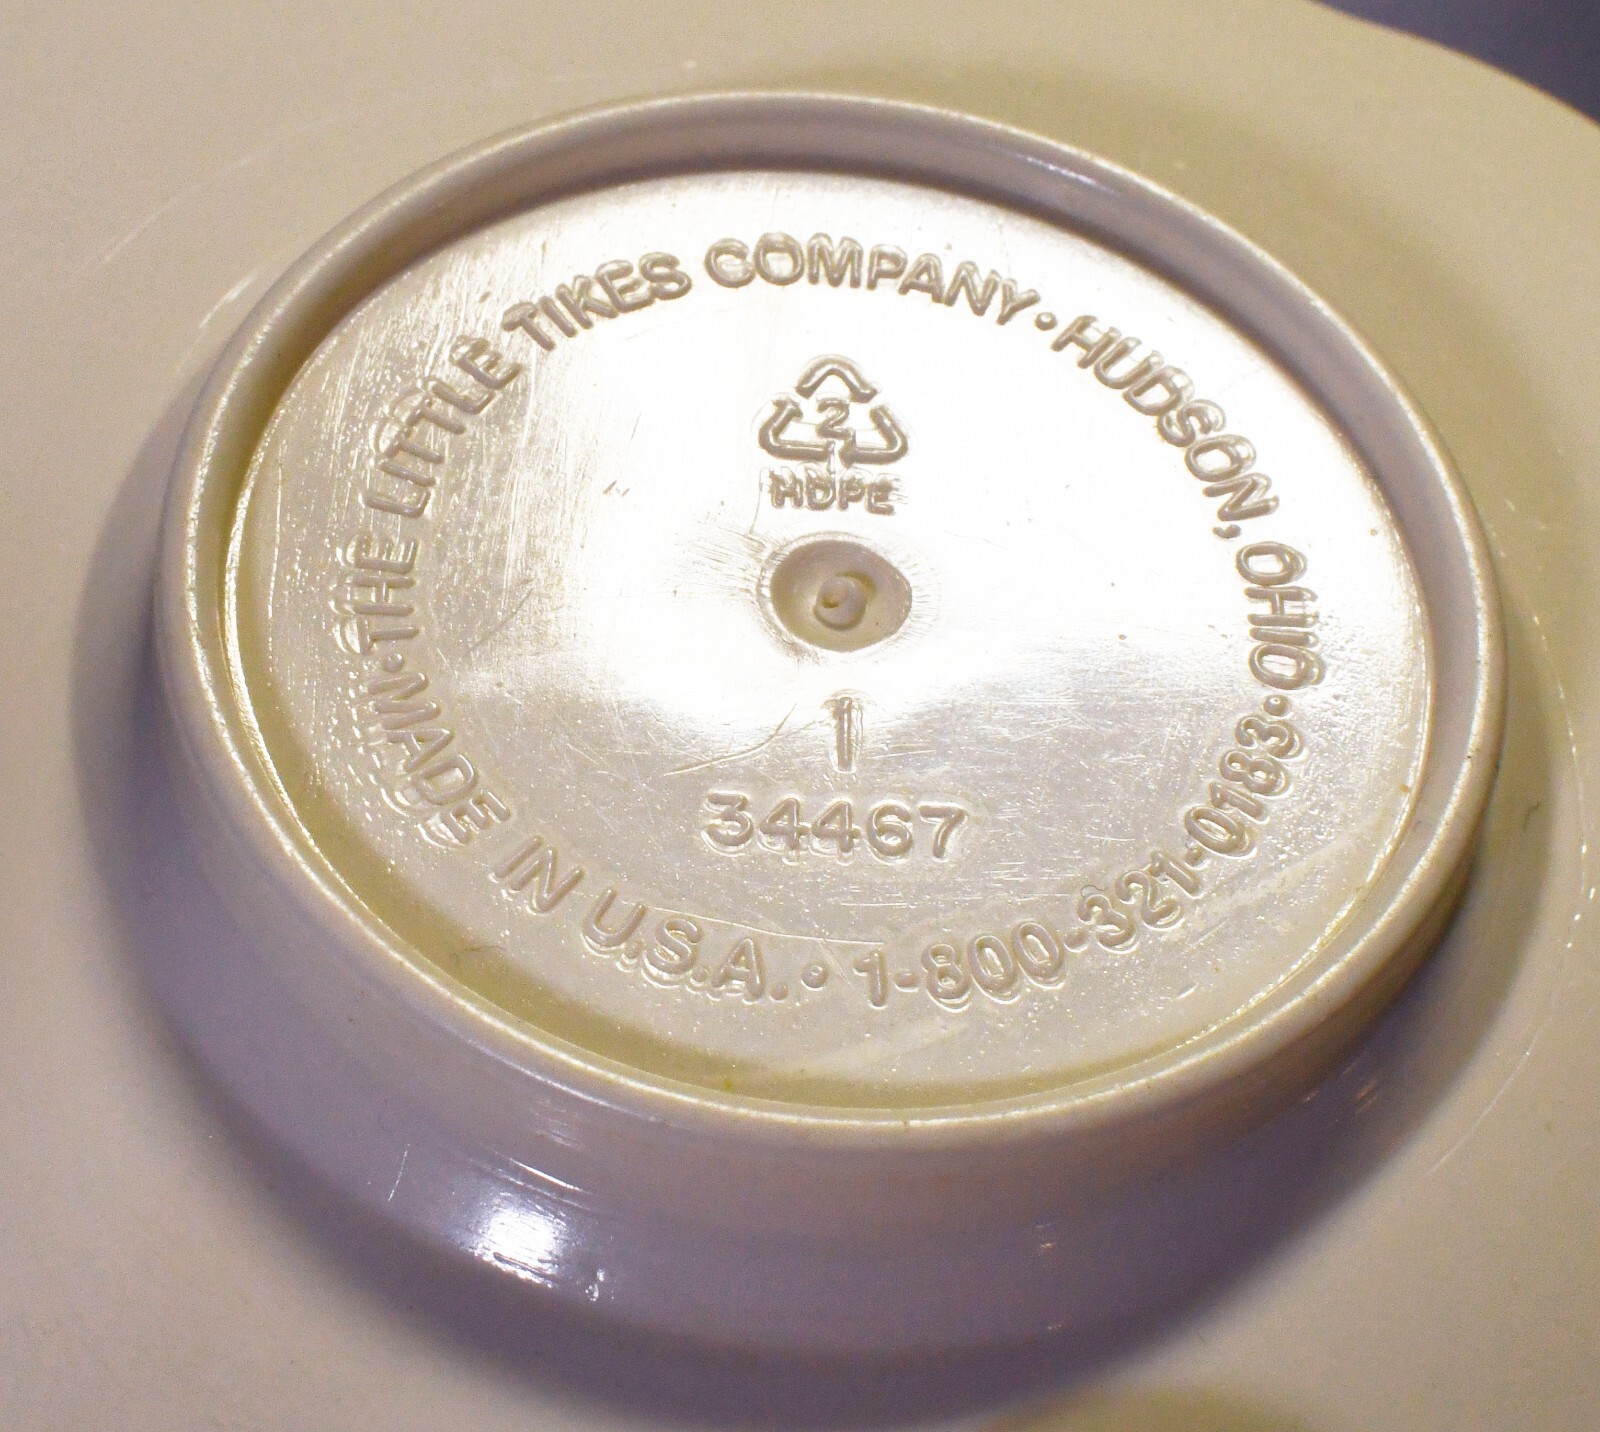 •THE LITTLE TIKES COMPANY•HUDSON, OHIO•
1-800-321-0183
•MADE IN U.S.A.•
2
HDPE
1
34467